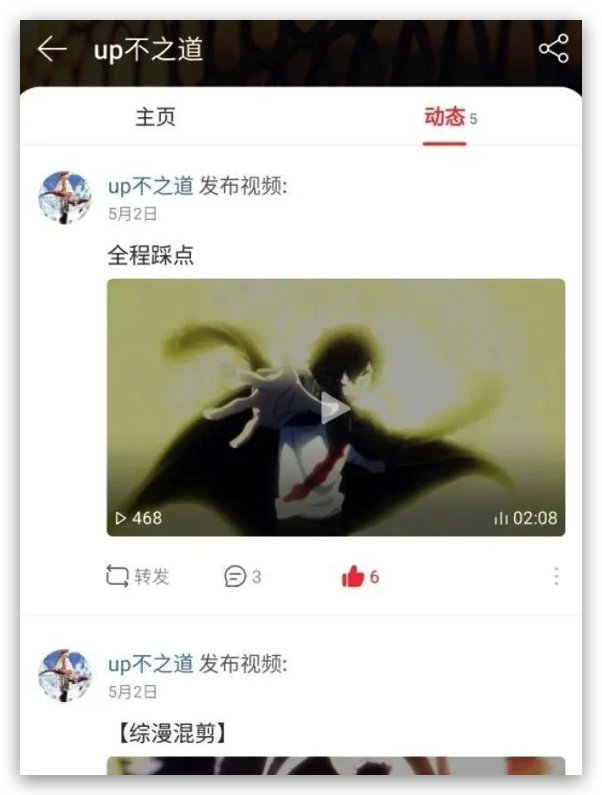 up不之道
主页
动态 5
up不之道 发布视频:
5月2日
全程踩点
468
02:08
转发
3
6
up不之道 发布视频:
5月2日
【综漫混剪】